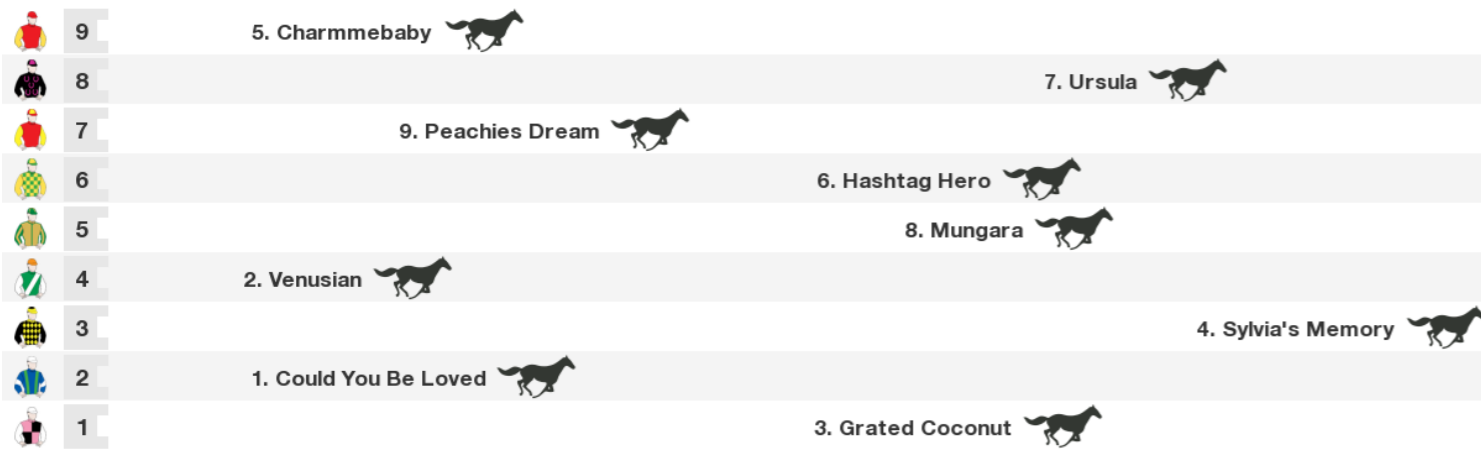 9 5. Charmmebaby
8 7. Ursula
7 9. Peachies Dream
6 6. Hashtag Hero
5 8. Mungara
4 2. Venusian
3 4. Sylvia's Memory
2 1. Could You Be Loved
1 3. Grated Coconut